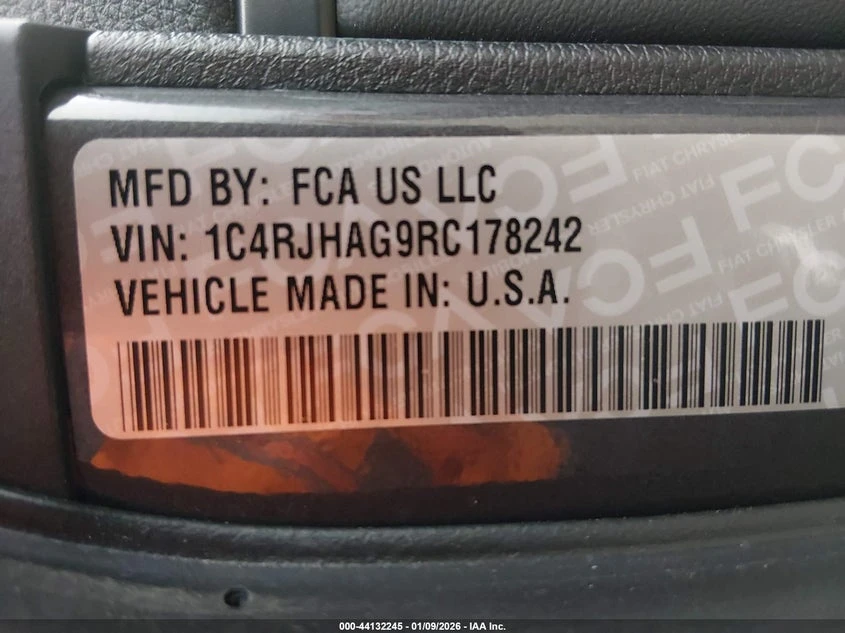 MFD BY: FCA US LLC
VIN: 1C4RJHAG9RC178242
VEHICLE MADE IN: U.S.A.
000-44132245 - 01/09/2026 - IAA Inc.